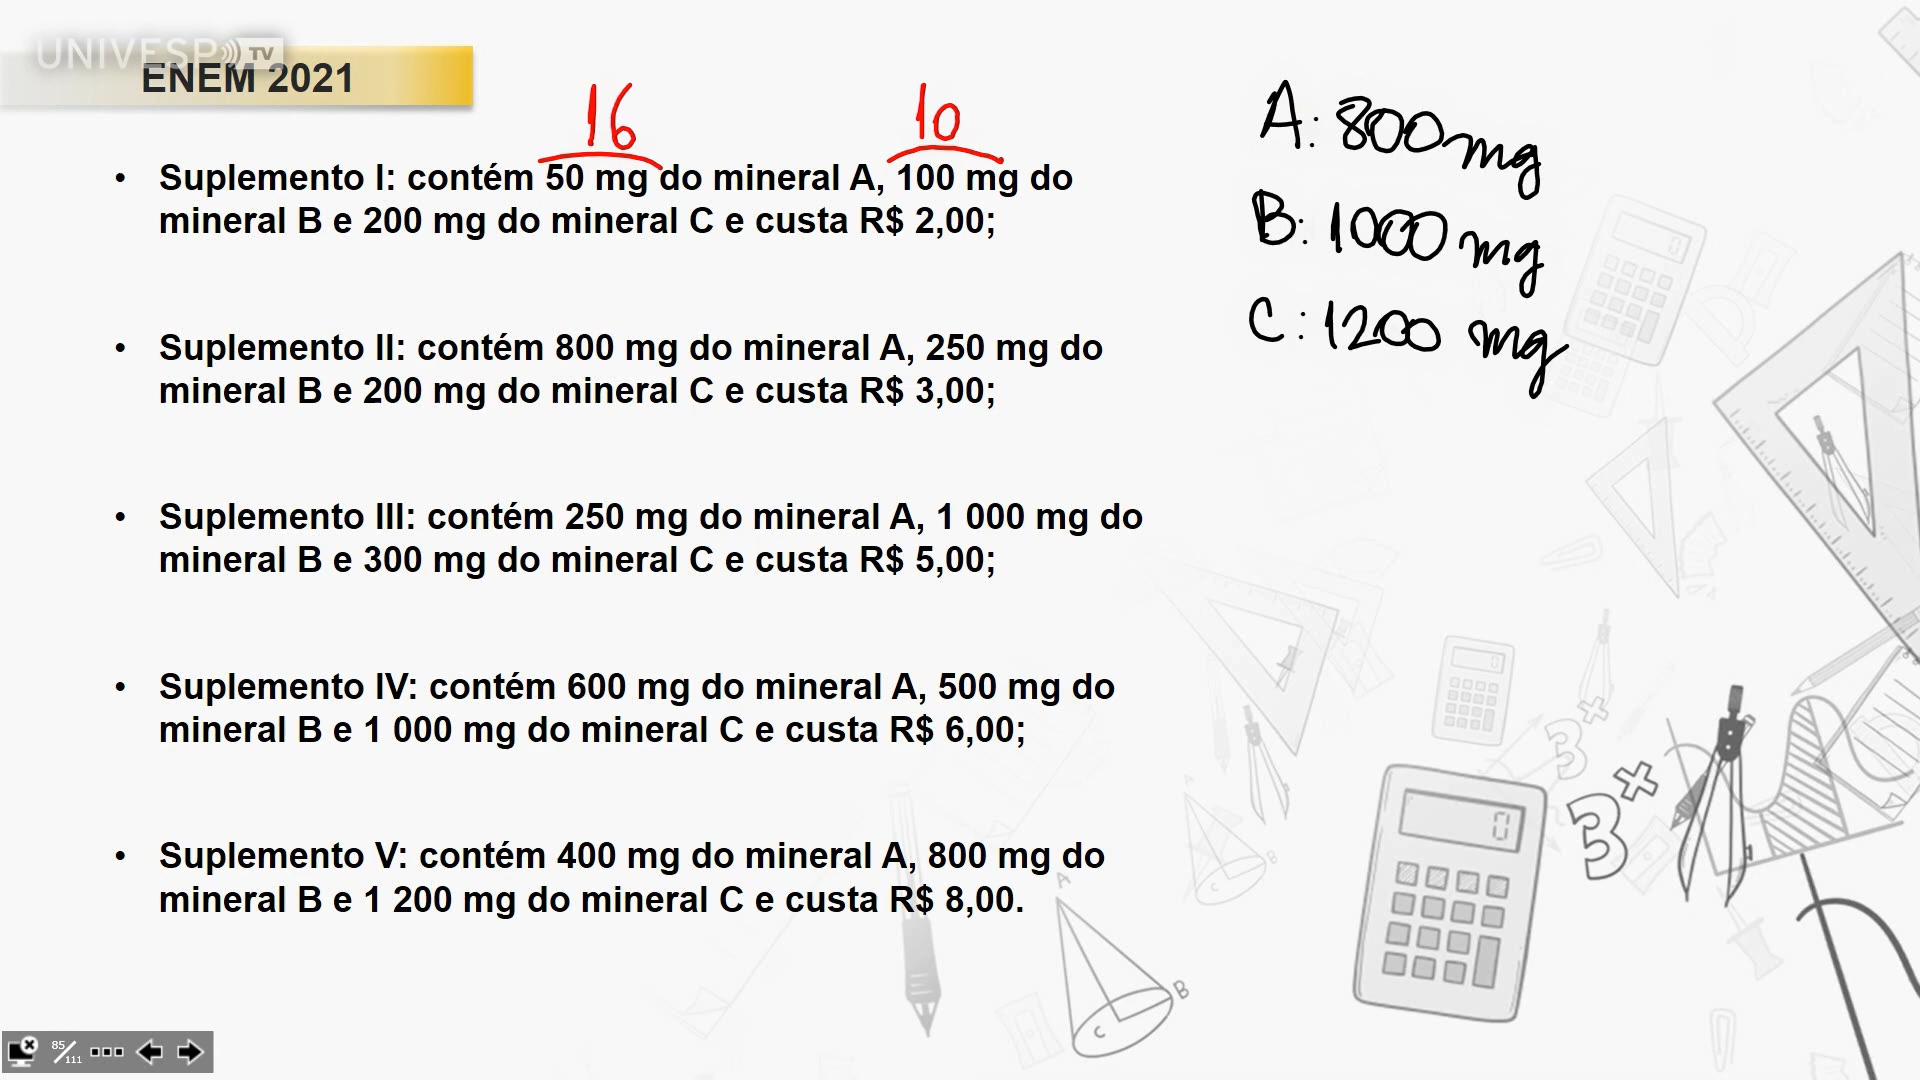 UNIVESP TV
ENEM 2021
16
10
• Suplemento I: contém 50 mg do mineral A, 100 mg do
mineral B e 200 mg do mineral C e custa R$ 2,00;
• Suplemento II: contém 800 mg do mineral A, 250 mg do
mineral B e 200 mg do mineral C e custa R$ 3,00;
• Suplemento III: contém 250 mg do mineral A, 1 000 mg do
mineral B e 300 mg do mineral C e custa R$ 5,00;
• Suplemento IV: contém 600 mg do mineral A, 500 mg do
mineral B e 1 000 mg do mineral C e custa R$ 6,00;
• Suplemento V: contém 400 mg do mineral A, 800 mg do
mineral B e 1 200 mg do mineral C e custa R$ 8,00.
A: 800 mg
B: 1000 mg
C: 1200 mg
0
0
3×
0
3×
A
B
C
A
B
C
85/111